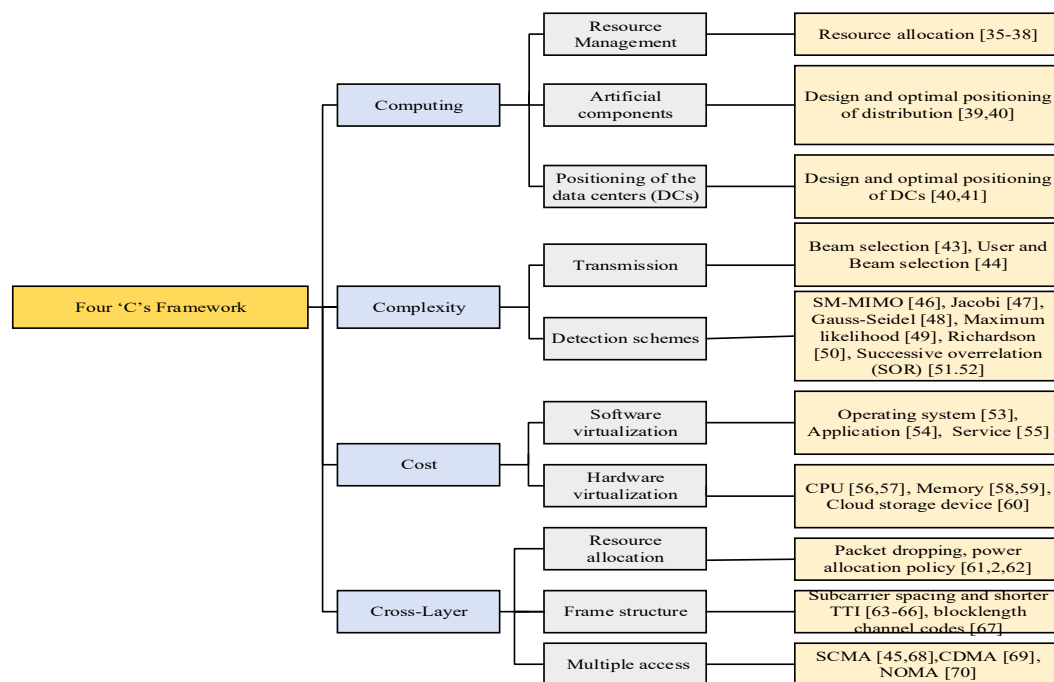 Four ‘C’s Framework
Computing
Resource
Management
Resource allocation [35-38]
Artificial
components
Design and optimal positioning
of distribution [39,40]
Positioning of the
data centers (DCs)
Design and optimal positioning
of DCs [40,41]
Complexity
Transmission
Beam selection [43], User and
Beam selection [44]
Detection schemes
SM-MIMO [46], Jacobi [47],
Gauss-Seidel [48], Maximum
likelihood [49], Richardson
[50], Successive overrelation
(SOR) [51.52]
Cost
Software
virtualization
Operating system [53],
Application [54], Service [55]
Hardware
virtualization
CPU [56,57], Memory [58,59],
Cloud storage device [60]
Cross-Layer
Resource
allocation
Packet dropping, power
allocation policy [61,2,62]
Frame structure
Subcarrier spacing and shorter
TTI [63-66], blocklength
channel codes [67]
Multiple access
SCMA [45,68],CDMA [69],
NOMA [70]